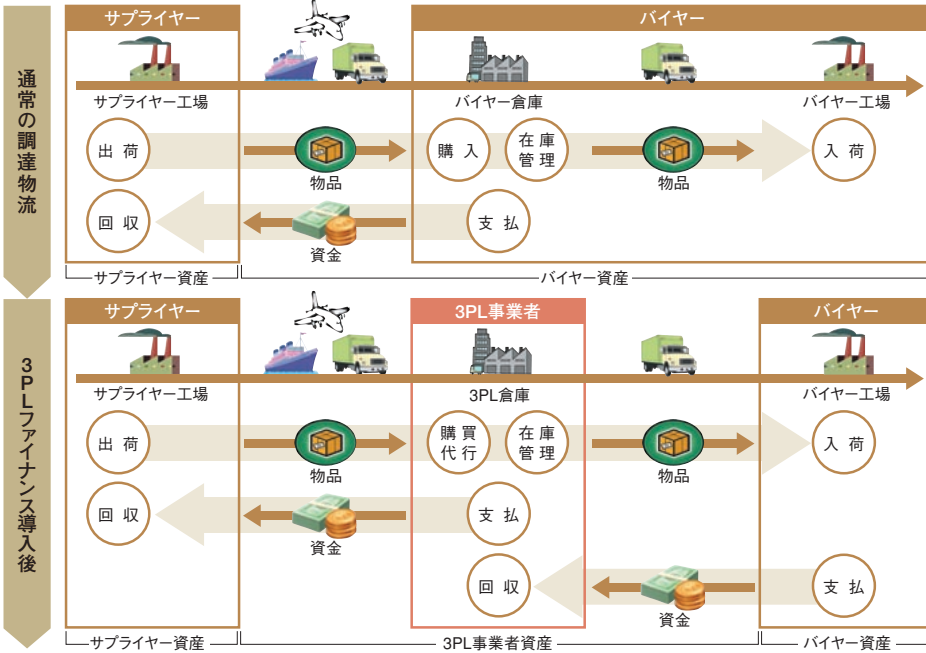 通常の調達物流
サプライヤー
バイヤー
サプライヤー工場
バイヤー倉庫
バイヤー工場
出荷
物品
購入
在庫
管理
物品
入荷
回収
資金
支払
サプライヤー資産
バイヤー資産
3PLファイナンス導入後
サプライヤー
3PL事業者
バイヤー
サプライヤー工場
3PL倉庫
バイヤー工場
出荷
物品
購買
代行
在庫
管理
物品
入荷
回収
資金
支払
回収
資金
支払
サプライヤー資産
3PL事業者資産
バイヤー資産